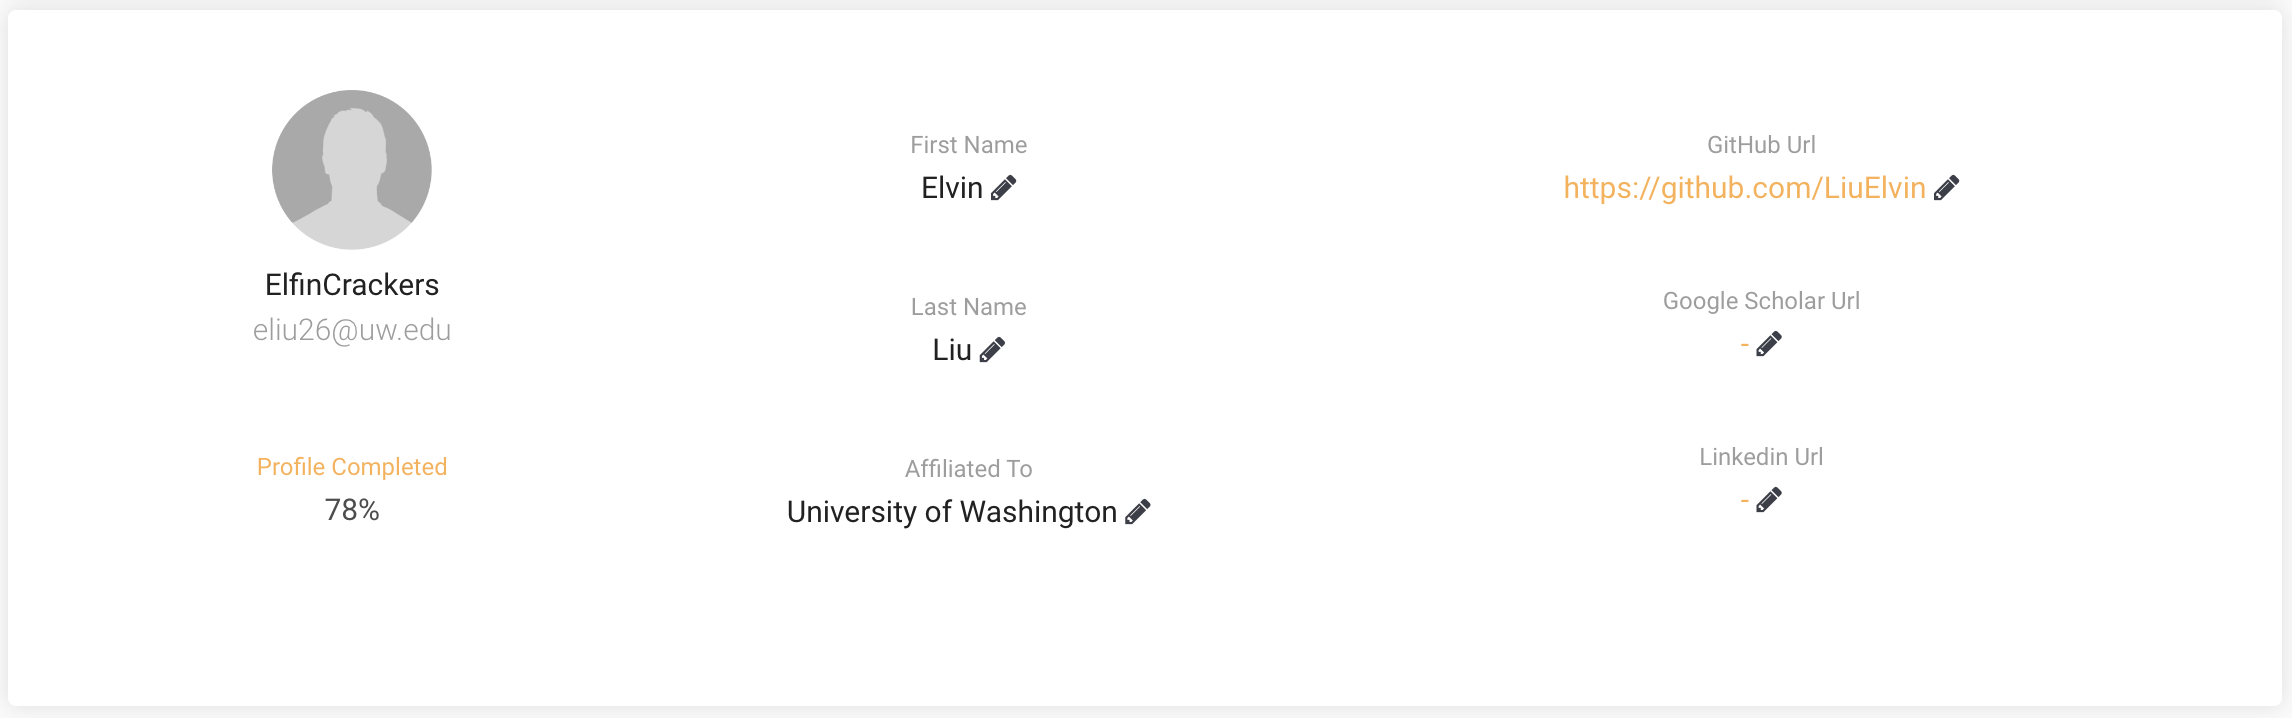 ElfinCrackers
eliu26@uw.edu
Profile Completed
78%
First Name
Elvin
Last Name
Liu
Affiliated To
University of Washington
GitHub Url
https://github.com/LiuElvin
Google Scholar Url
-
Linkedin Url
-